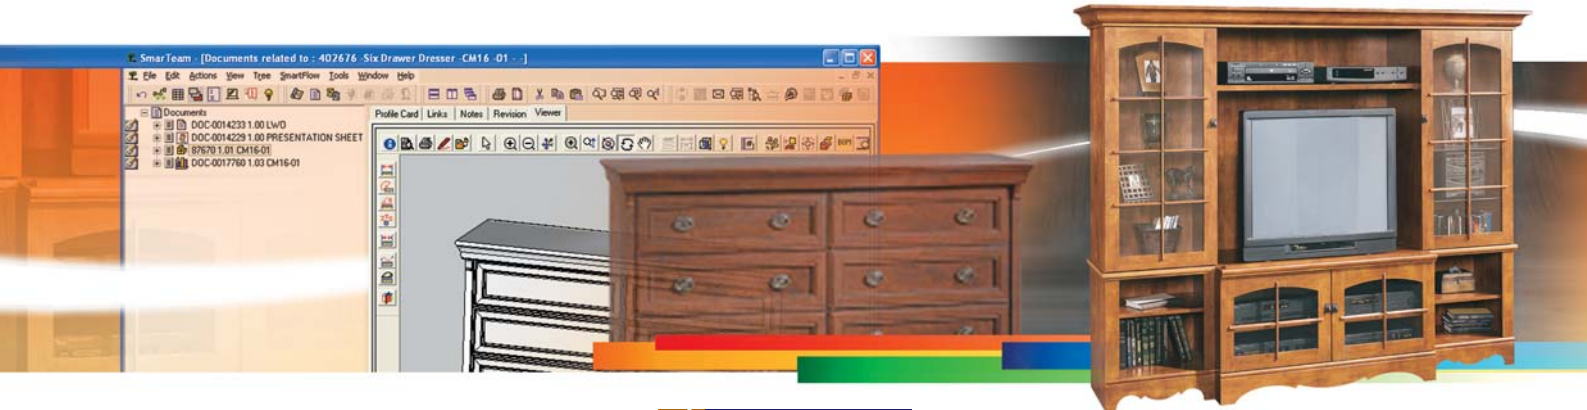 SmarTeam - [Documents related to : 402676 -Six Drawer Dresser -CM16 -01 - -]
File Edit Actions View Tree SmartFlow Tools Window Help
Documents
DOC-0014233 1.00 LWO
DOC-0014229 1.00 PRESENTATION SHEET
87670 1.01 CM16-01
DOC-0017760 1.03 CM16-01
Profile Card Links Notes Revision Viewer